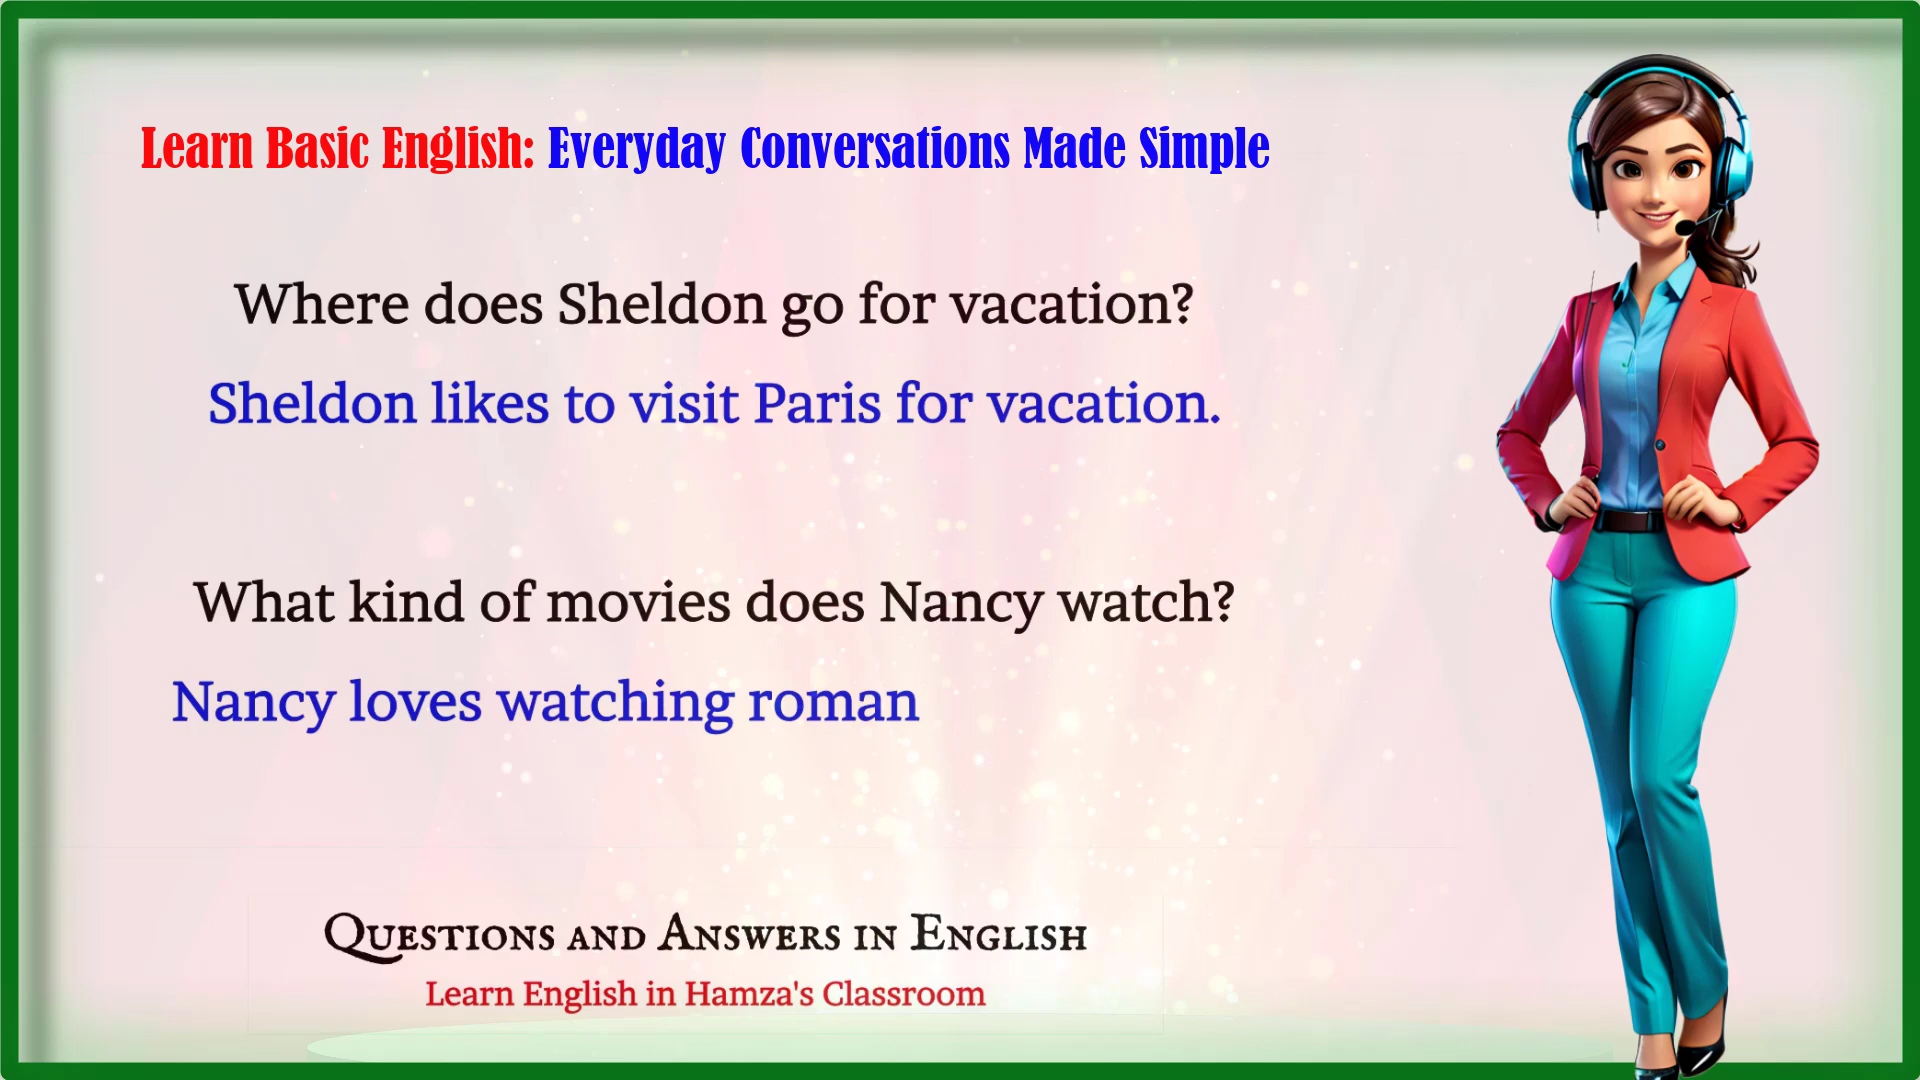 Learn Basic English: Everyday Conversations Made Simple
Where does Sheldon go for vacation?
Sheldon likes to visit Paris for vacation.
What kind of movies does Nancy watch?
Nancy loves watching roman
Questions and Answers in English
Learn English in Hamza's Classroom